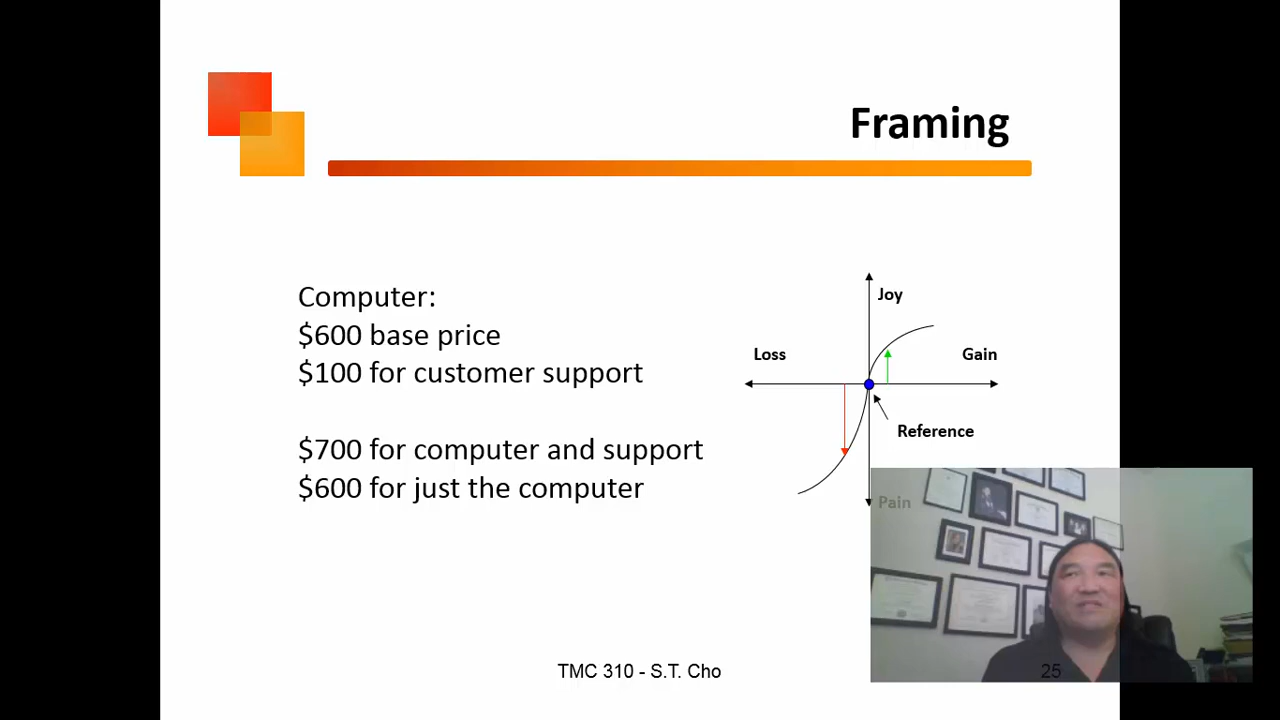 Framing
Computer:
$600 base price
$100 for customer support
$700 for computer and support
$600 for just the computer
Joy
Loss
Gain
Reference
Pain
TMC 310 - S.T. Cho
25